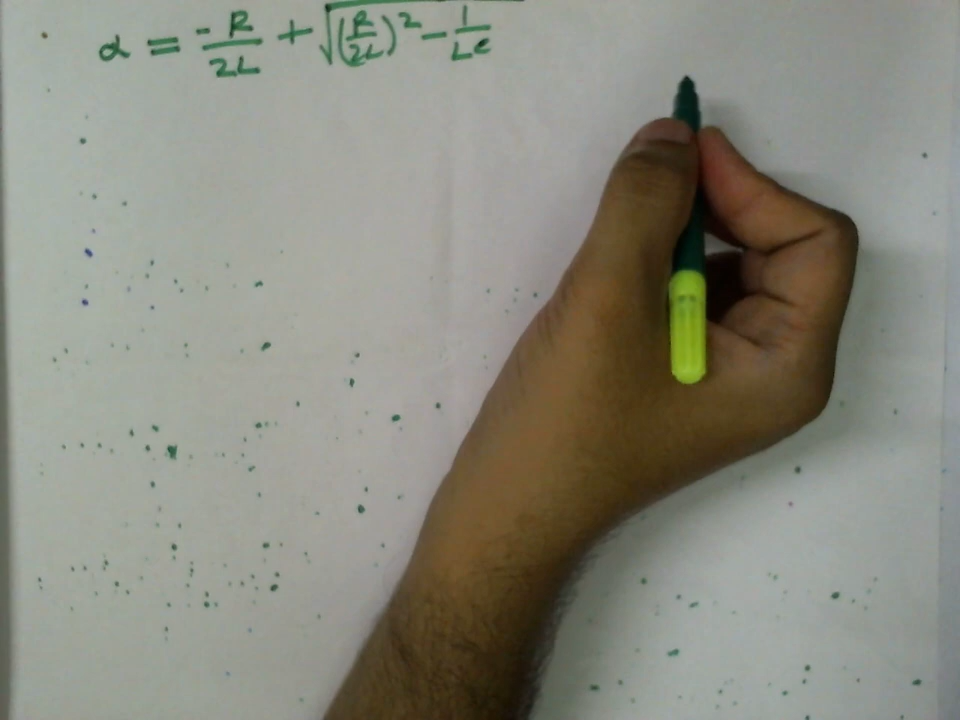 α = -R/2L + √((R/2L)² - 1/LC)